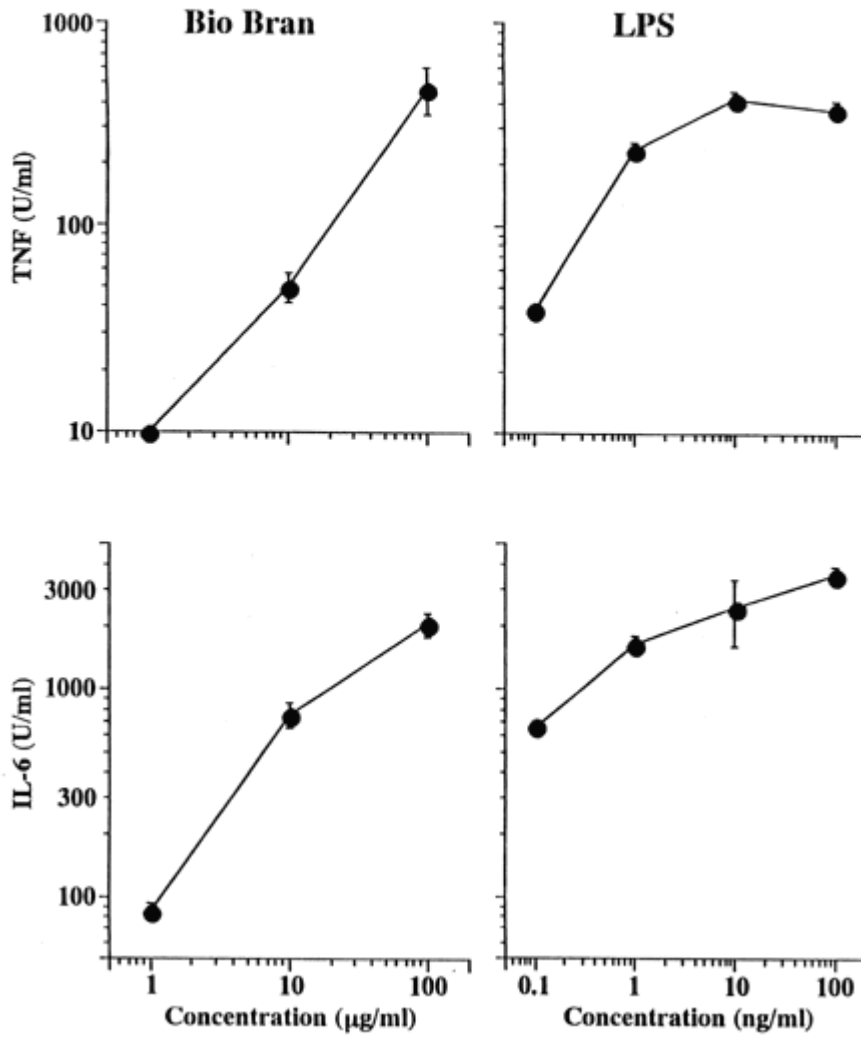 Bio Bran
LPS
TNF (U/ml)
1000
100
10
IL-6 (U/ml)
3000
1000
300
100
1 10 100
Concentration (μg/ml)
0.1 1 10 100
Concentration (ng/ml)